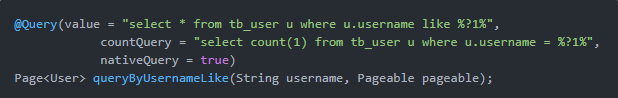 @Query(value = "select * from tb_user u where u.username like %?1%",
countQuery = "select count(1) from tb_user u where u.username = %?1%",
nativeQuery = true)
Page<User> queryByUsernameLike(String username, Pageable pageable);